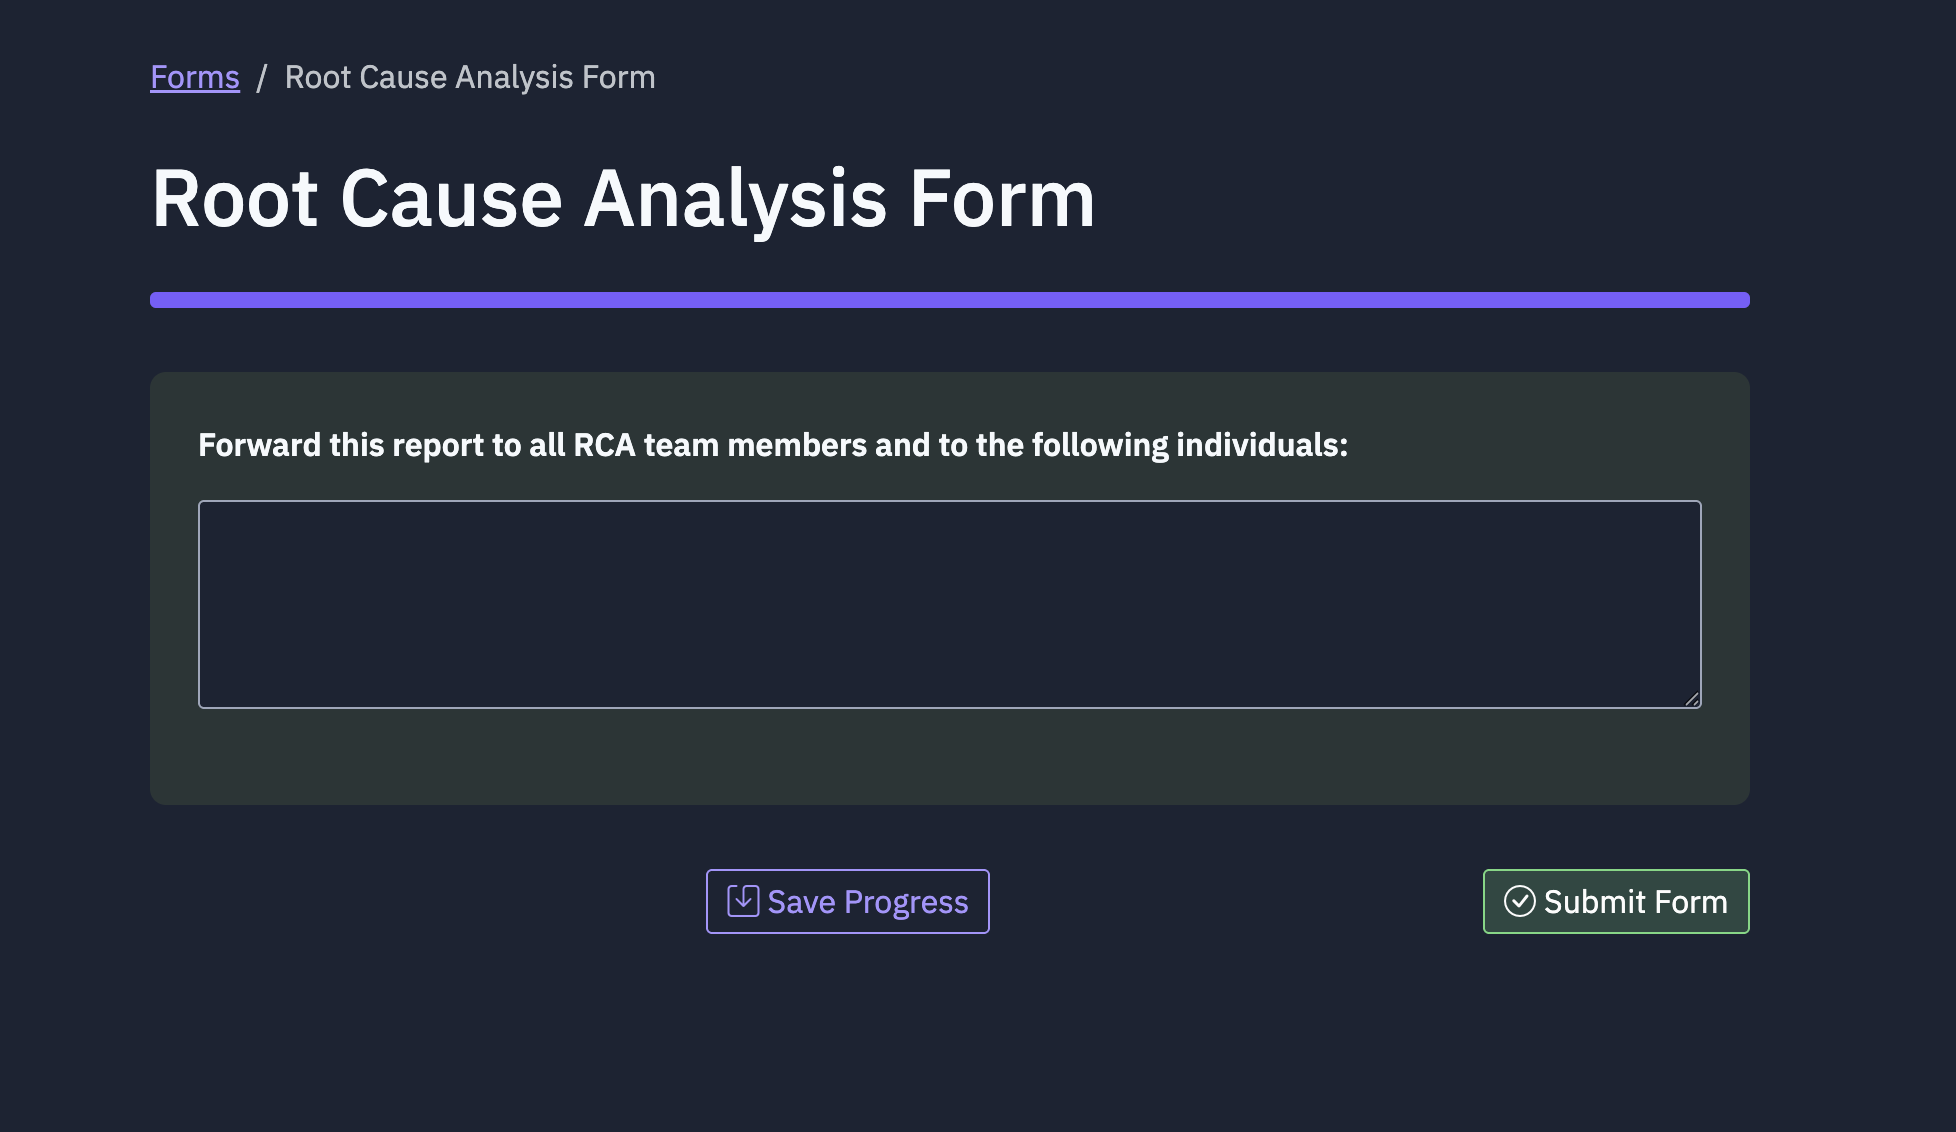 Forms / Root Cause Analysis Form
Root Cause Analysis Form
Forward this report to all RCA team members and to the following individuals:
Save Progress
Submit Form